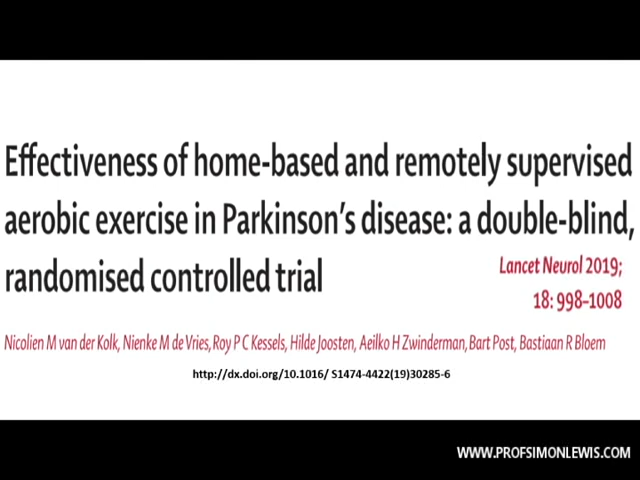 Effectiveness of home-based and remotely supervised
aerobic exercise in Parkinson's disease: a double-blind,
randomised controlled trial
Lancet Neurol 2019;
18: 998–1008
Nicolien M van der Kolk, Nienke M de Vries, Roy P C Kessels, Hilde Joosten, Aeilko H Zwinderman, Bart Post, Bastiaan R Bloem
http://dx.doi.org/10.1016/ S1474-4422(19)30285-6
WWW.PROFSIMONLEWIS.COM